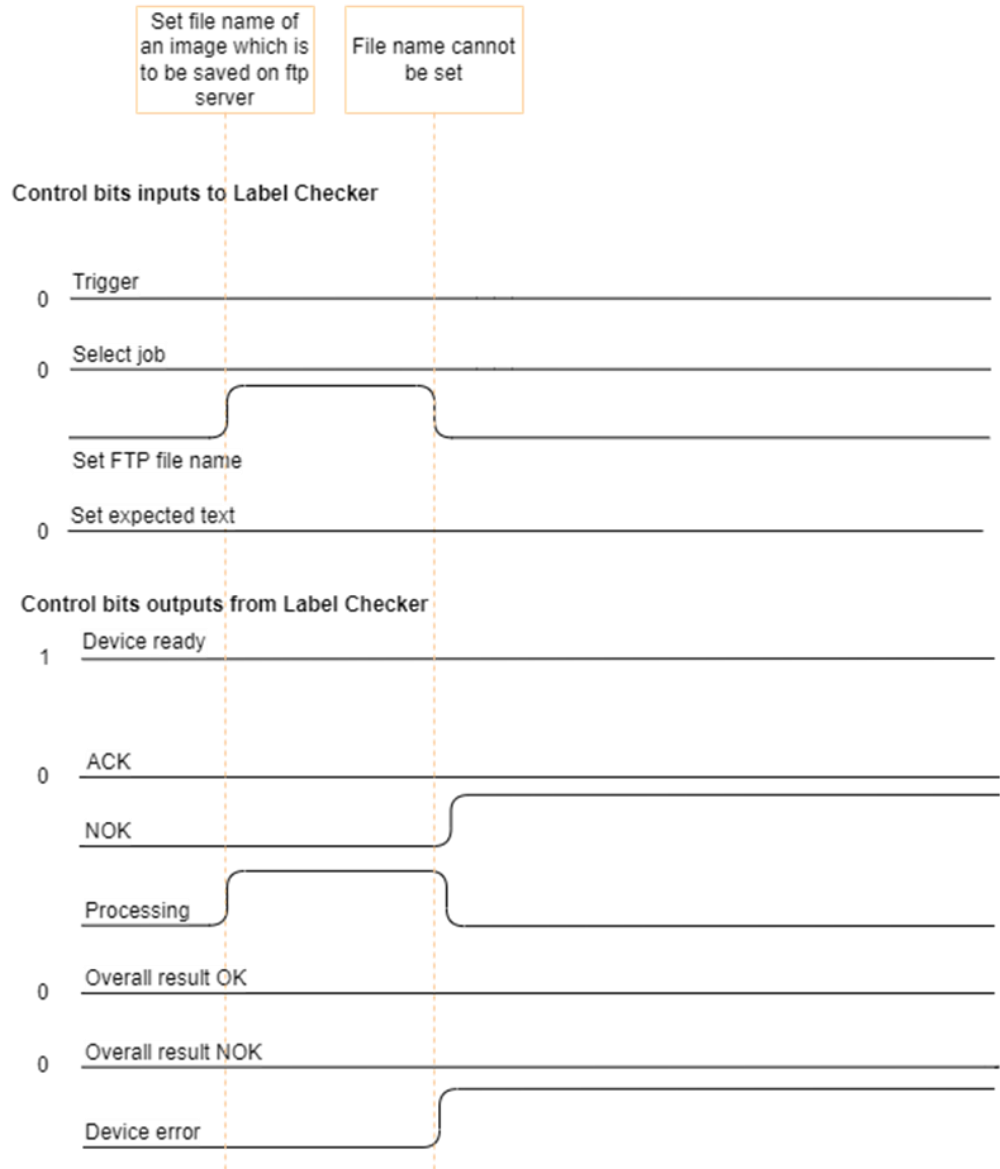 Set file name of
an image which is
to be saved on ftp
server
File name cannot
be set
Control bits inputs to Label Checker
Trigger
0
Select job
0
Set FTP file name
Set expected text
0
Control bits outputs from Label Checker
Device ready
1
ACK
0
NOK
Processing
Overall result OK
0
Overall result NOK
0
Device error